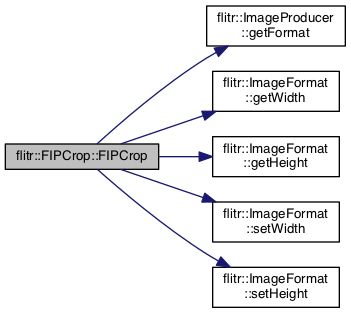 flitr::ImageProducer
::getFormat
flitr::ImageFormat
::getWidth
flitr::FIPCrop::FIPCrop
flitr::ImageFormat
::getHeight
flitr::ImageFormat
::setWidth
flitr::ImageFormat
::setHeight